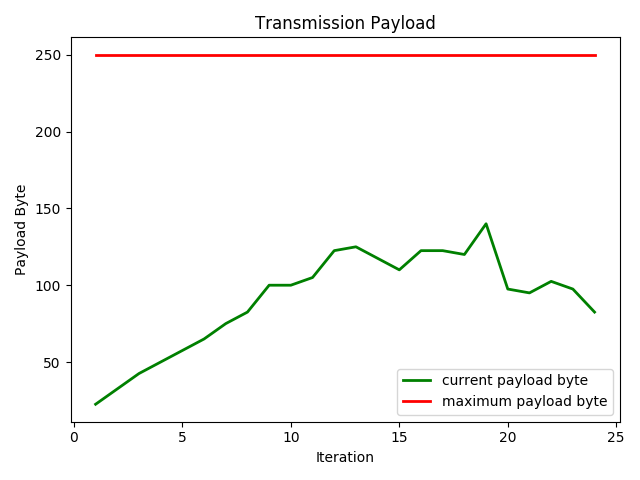 Transmission Payload
250
200
150
100
50
Payload Byte
0
5
10
15
20
25
Iteration
current payload byte
maximum payload byte